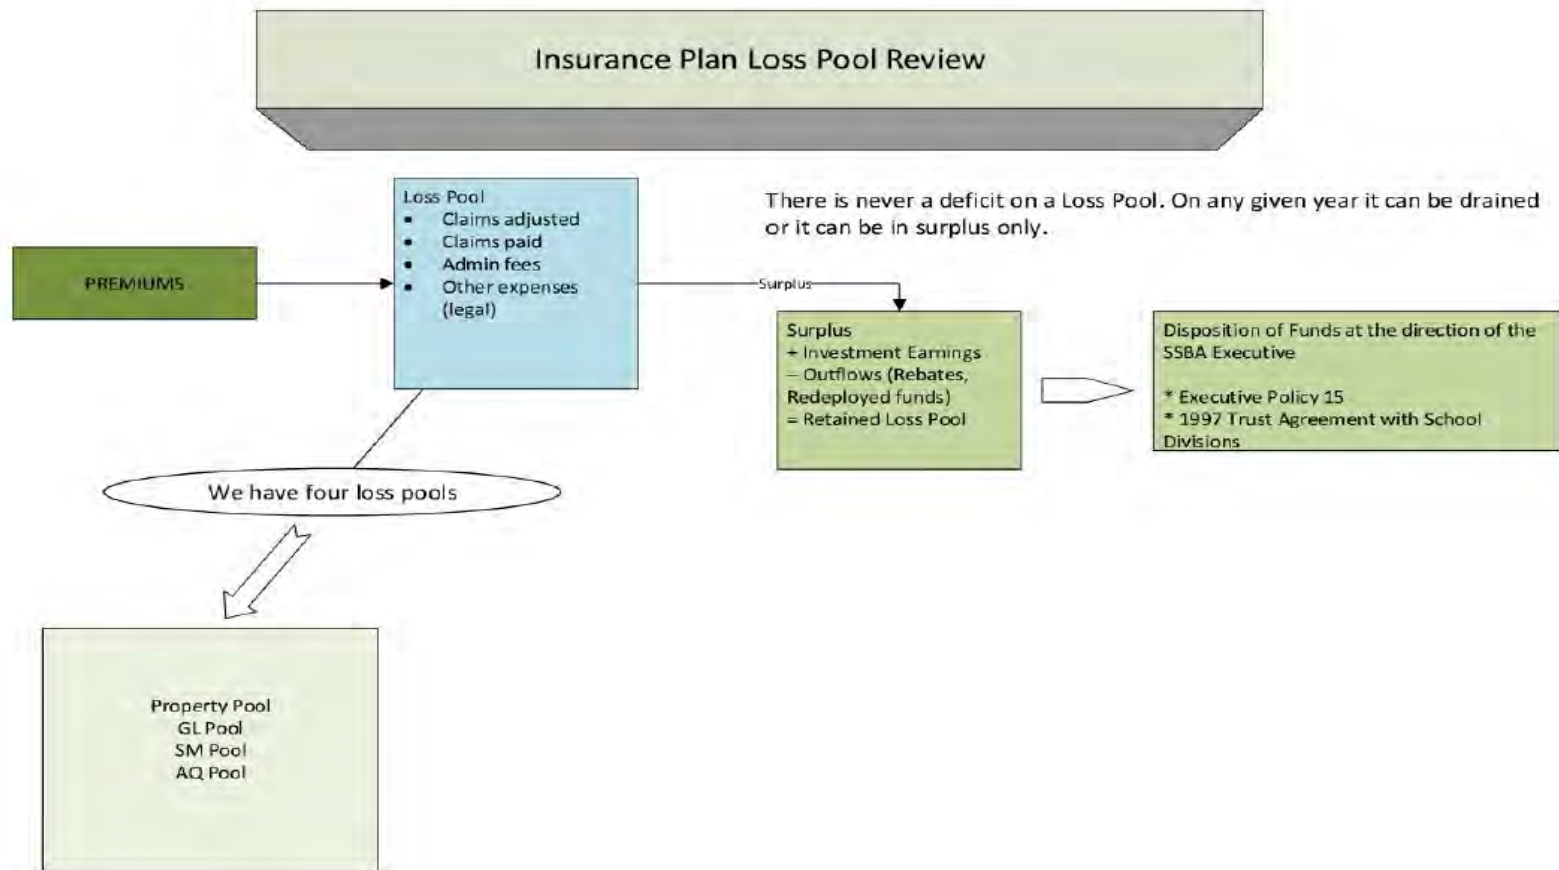 Insurance Plan Loss Pool Review
Loss Pool
• Claims adjusted
• Claims paid
• Admin fees
• Other expenses
(legal)
There is never a deficit on a Loss Pool. On any given year it can be drained
or it can be in surplus only.
PREMIUMS
Surplus
Surplus
+ Investment Earnings
– Outflows (Rebates,
Redeployed funds)
= Retained Loss Pool
Disposition of Funds at the direction of the
SSBA Executive
* Executive Policy 15
* 1997 Trust Agreement with School
Divisions
We have four loss pools
Property Pool
GL Pool
SM Pool
AQ Pool